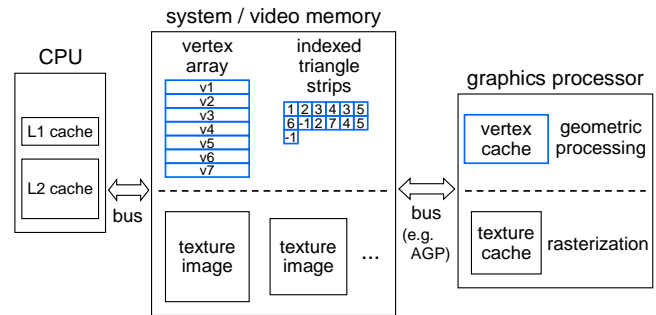 system / video memory
CPU
L1 cache
L2 cache
bus
vertex
array
v1
v2
v3
v4
v5
v6
v7
indexed
triangle
strips
1 2 3 4 3 5
6 -1 2 7 4 5
-1
texture
image
texture
image
...
bus
(e.g.
AGP)
graphics processor
vertex
cache
geometric
processing
texture
cache
rasterization